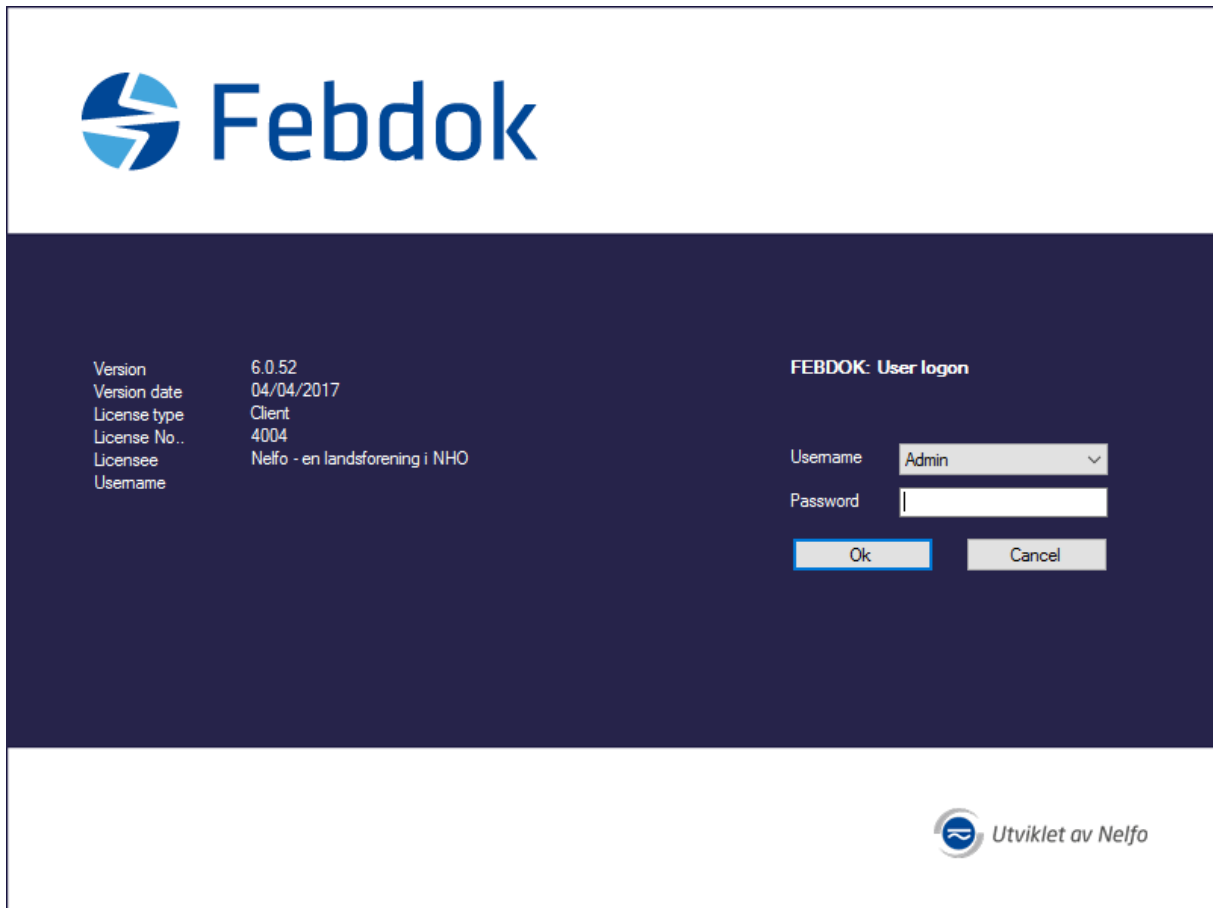 Febdok
Version 6.0.52
Version date 04/04/2017
License type Client
License No.. 4004
Licensee Nelfo - en landsforening i NHO
Username
FEBDOK: User logon
Username Admin
Password
Ok Cancel
Utviklet av Nelfo